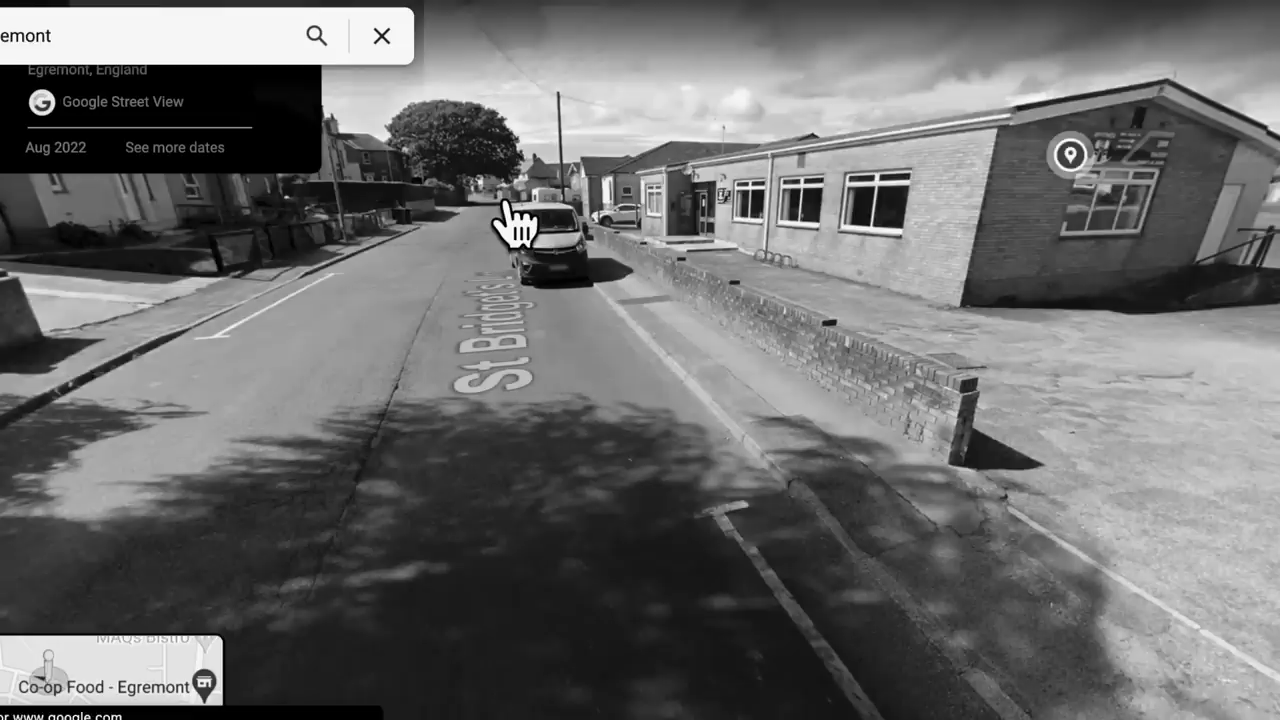 emont
Egremont, England
Google Street View
Aug 2022
See more dates
St Bridget's
MAQs Bistro
Co-op Food - Egremont
or www.google.com